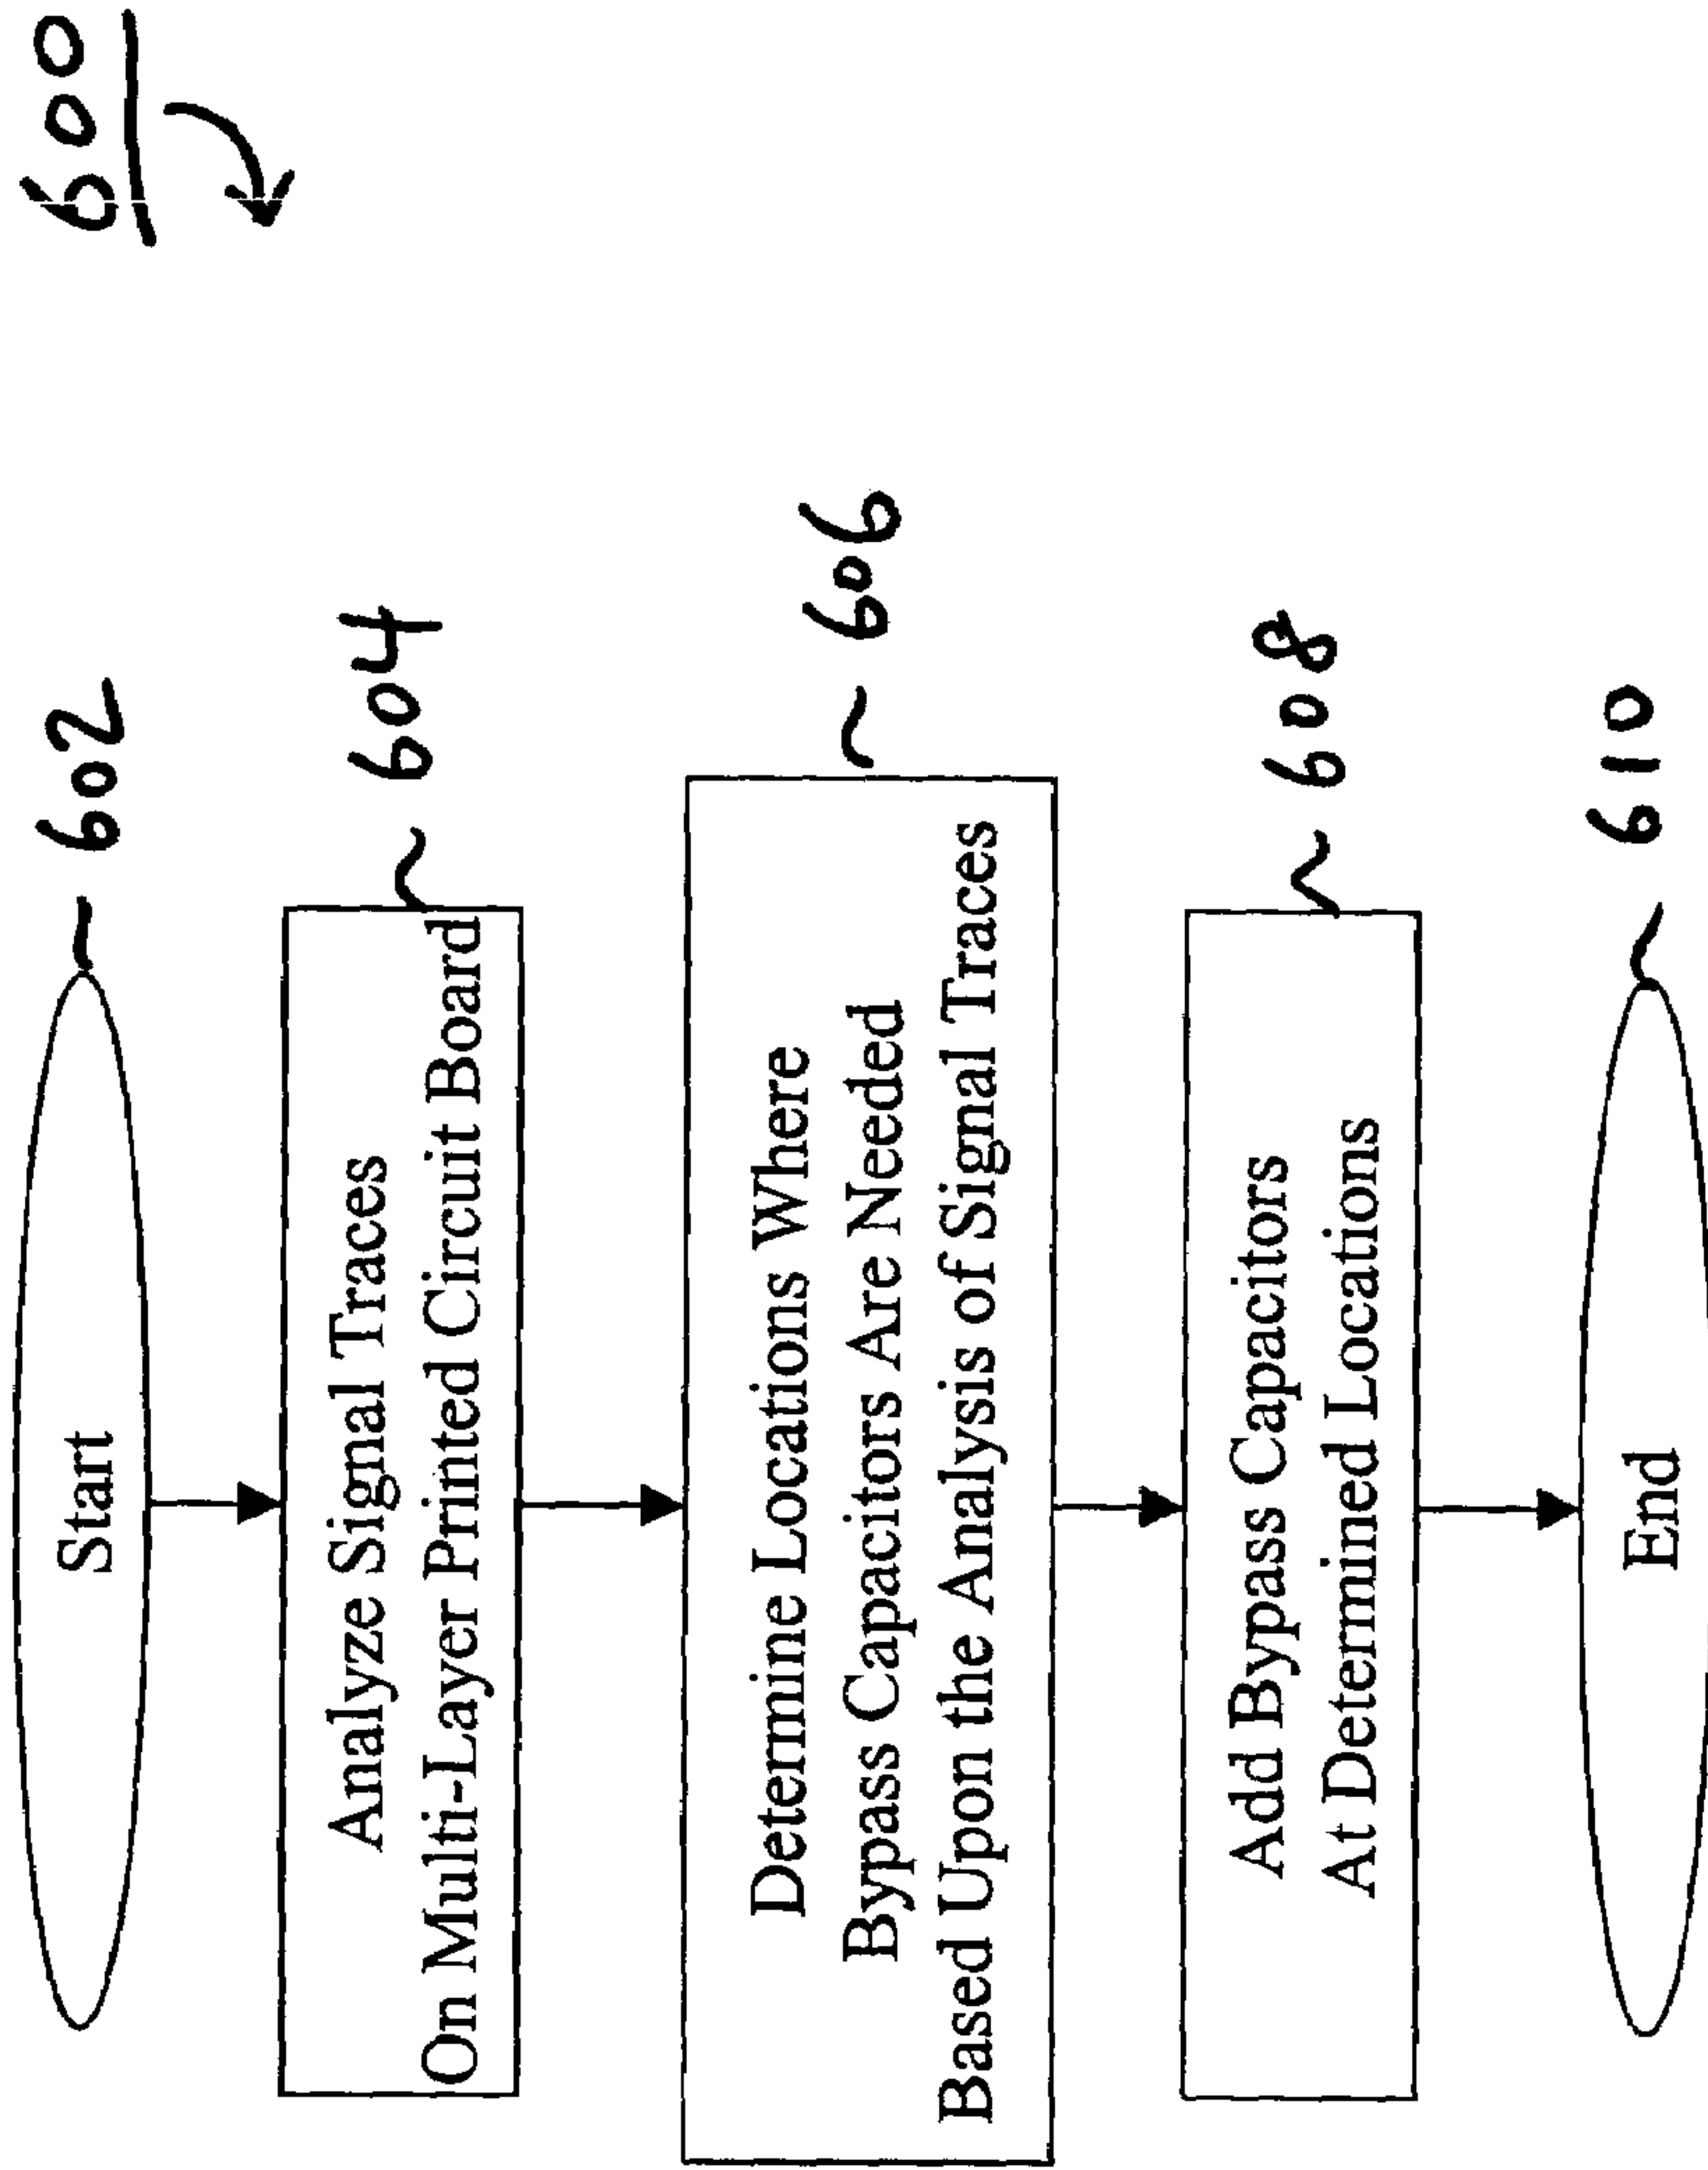 600
Start
602
Analyze Signal Traces
On Multi-Layer Printed Circuit Board
604
Determine Locations Where
Bypass Capacitors Are Needed
Based Upon the Analysis of Signal Traces
606
Add Bypass Capacitors
At Determined Locations
608
End
610